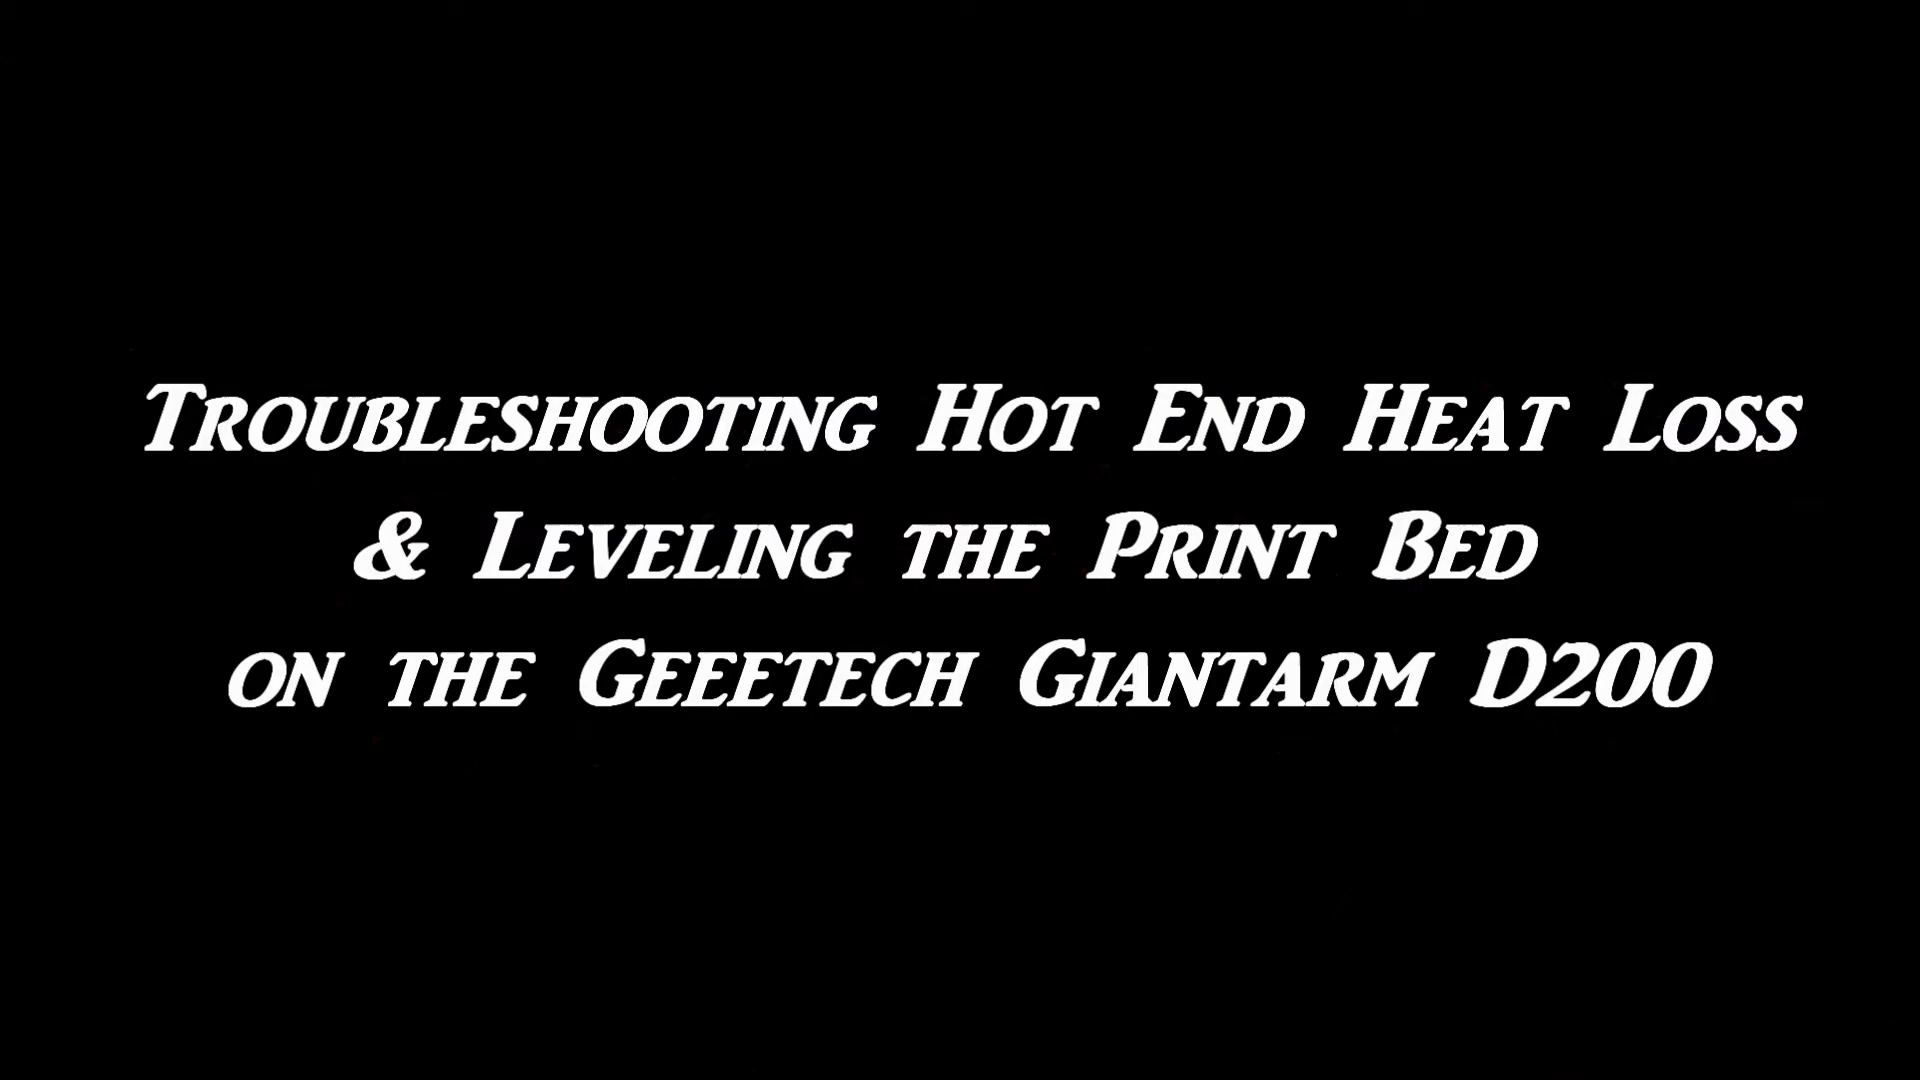 Troubleshooting Hot End Heat Loss
& Leveling the Print Bed
on the Geeetech Giantarm D200